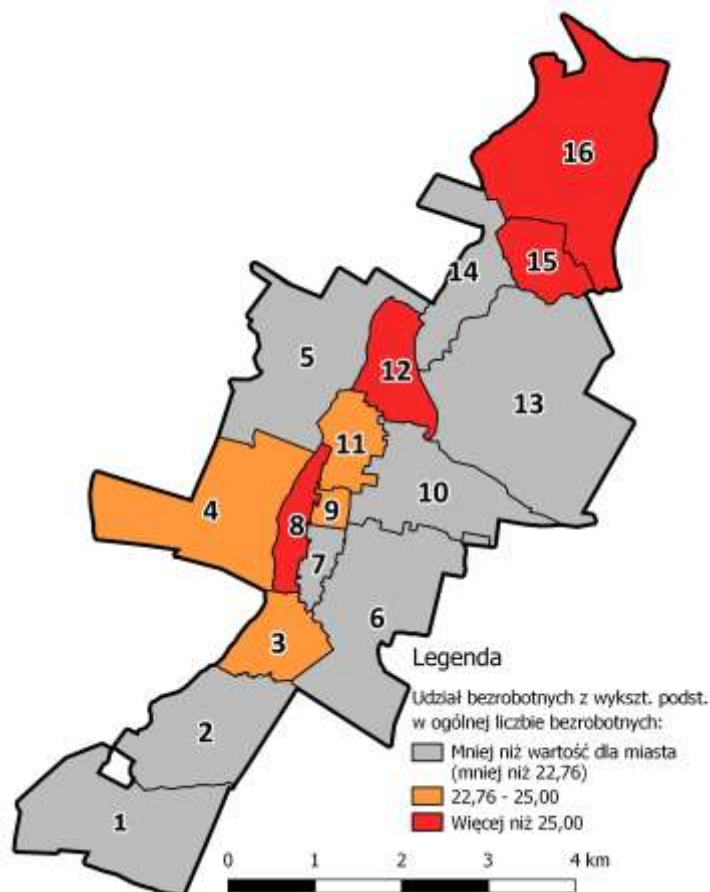 16
15
14
12
5
13
11
10
4
9
8
7
6
3
2
1
Legenda
Udział bezrobotnych z wykszt. podst.
w ogólnej liczbie bezrobotnych:
Mniej niż wartość dla miasta
(mniej niż 22,76)
22,76 - 25,00
Więcej niż 25,00
0 1 2 3 4 km